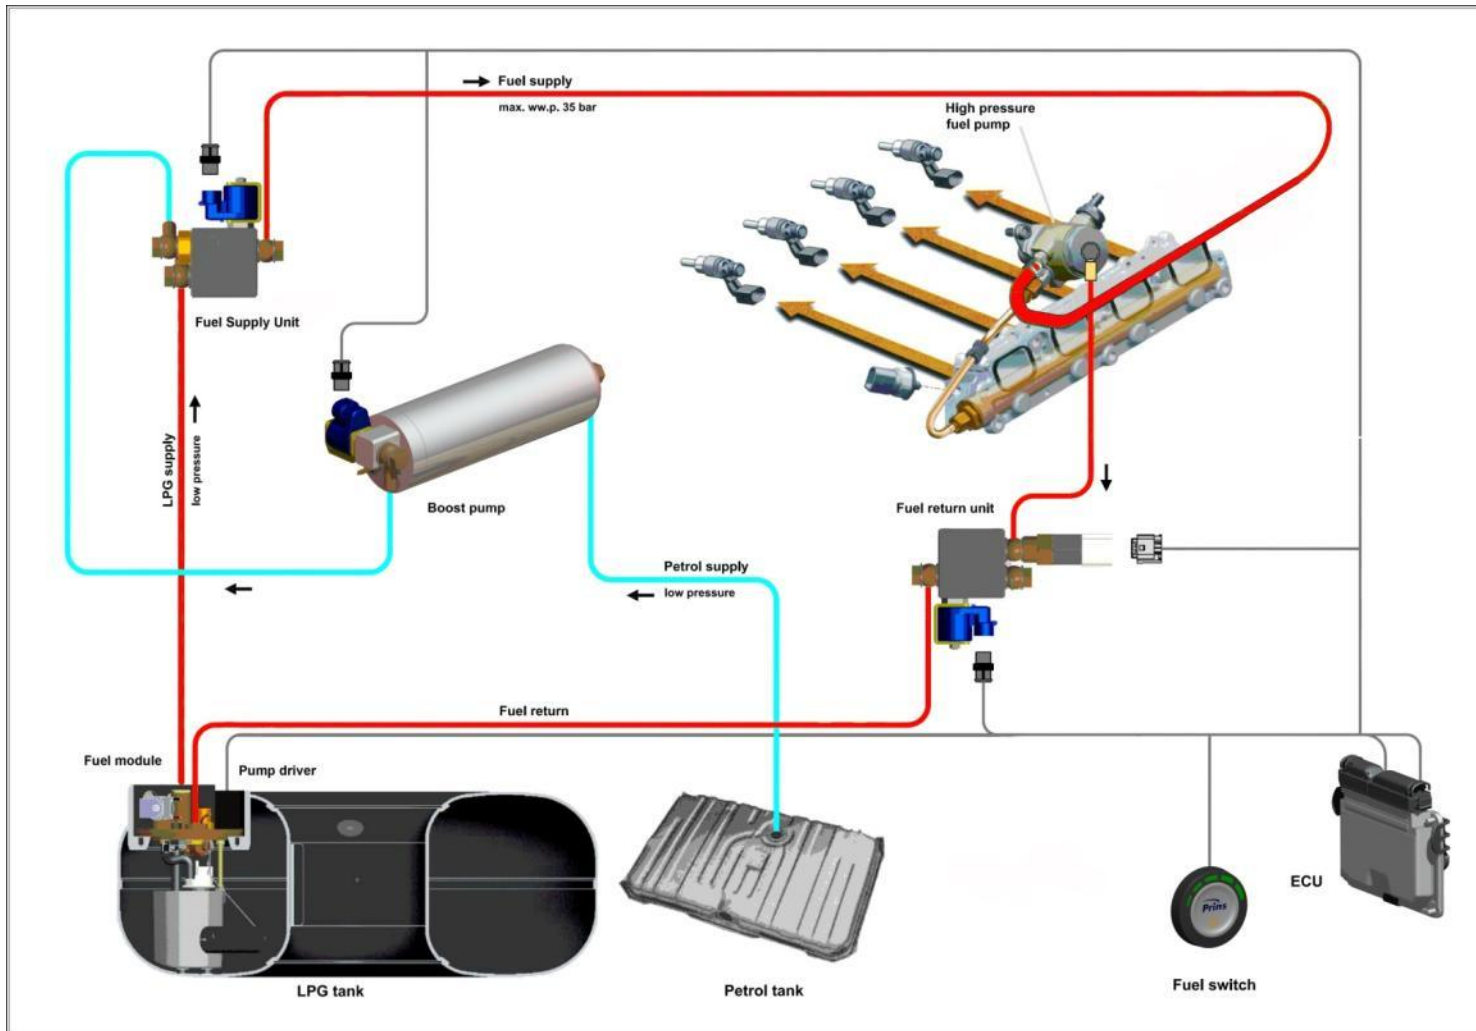 Fuel supply
max. ww.p. 35 bar
High pressure
fuel pump
Fuel Supply Unit
LPG supply
low pressure
Boost pump
Fuel return unit
Petrol supply
low pressure
Fuel return
Fuel module
Pump driver
ECU
Prins
LPG tank
Petrol tank
Fuel switch